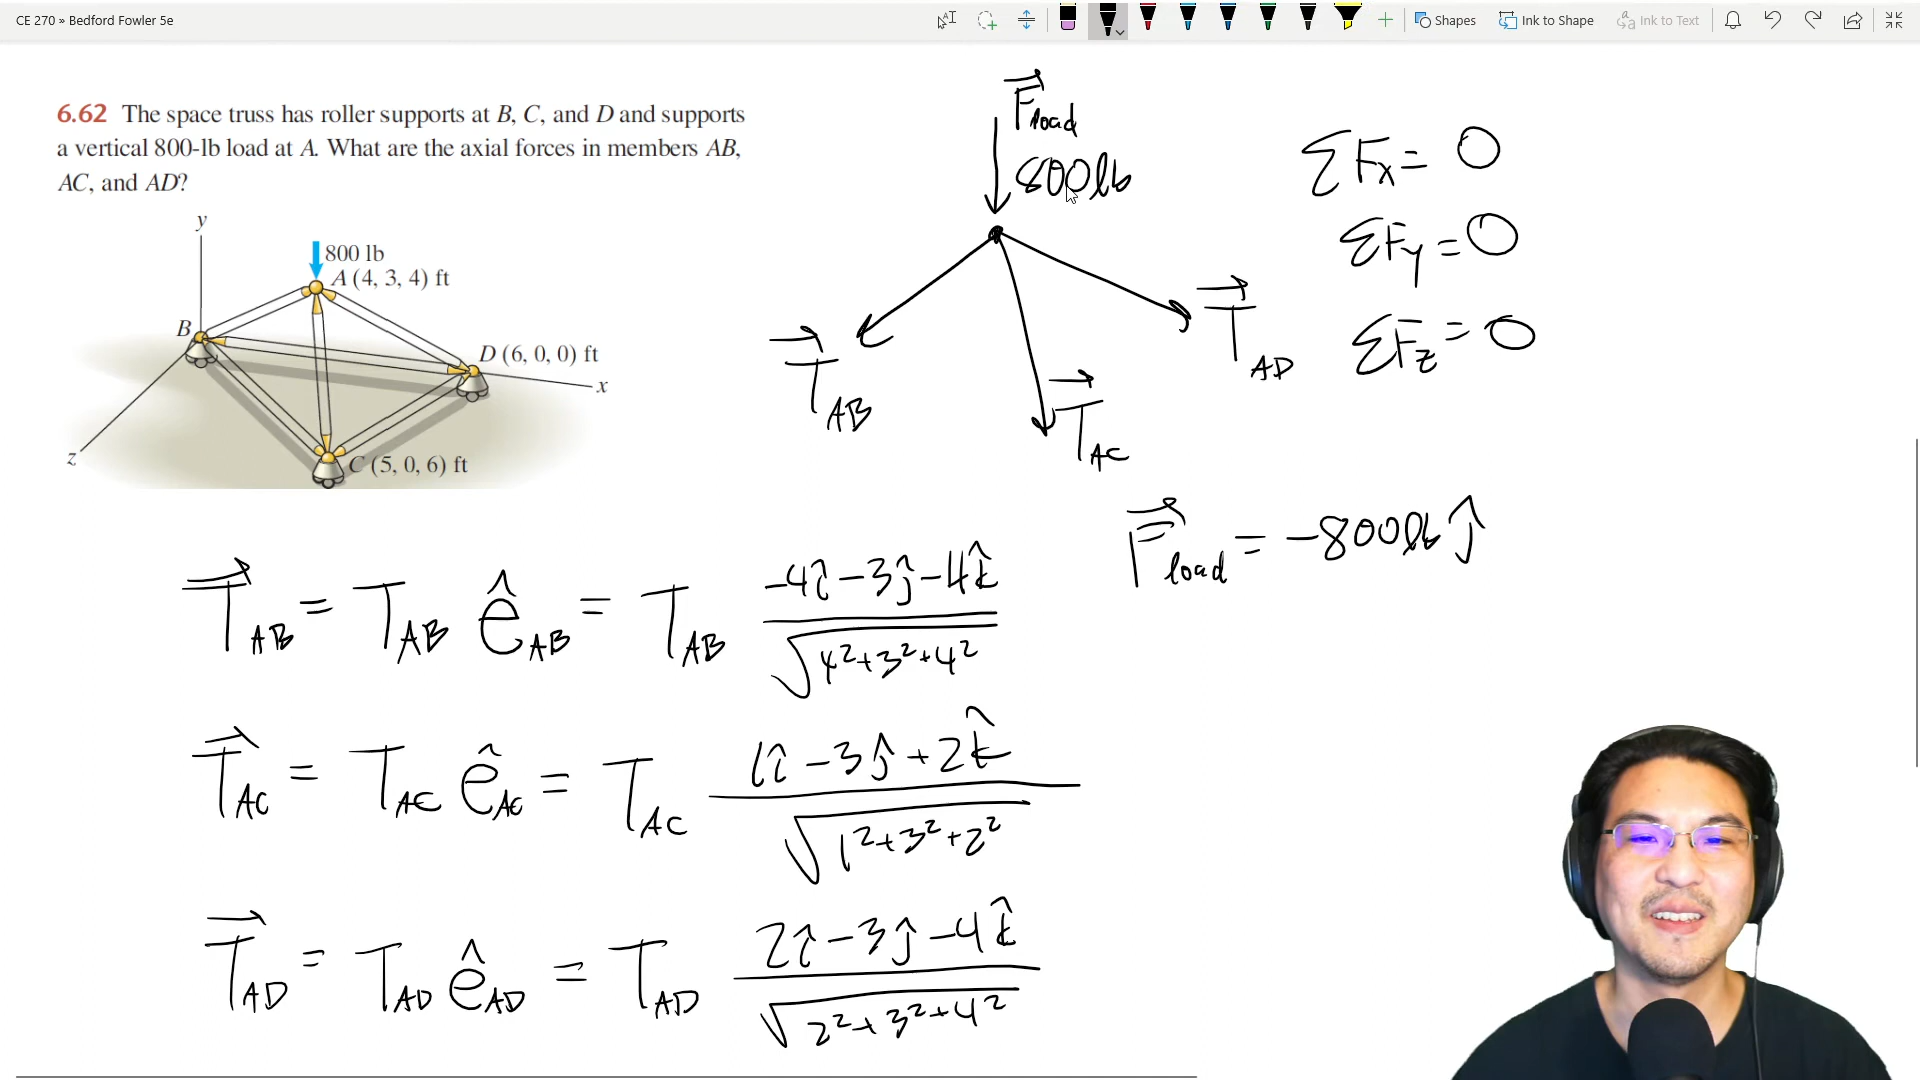 CE 270 » Bedford Fowler 5e
Shapes
Ink to Shape
Ink to Text
6.62 The space truss has roller supports at B, C, and D and supports
a vertical 800-lb load at A. What are the axial forces in members AB,
AC, and AD?
y
800 lb
A (4, 3, 4) ft
B
D (6, 0, 0) ft
x
z
C (5, 0, 6) ft
F⃗load
800lb
T⃗AB
T⃗AC
T⃗AD
ΣFx = 0
ΣFy = 0
ΣFz = 0
F⃗load = -800lb ĵ
T⃗AB = TAB êAB = TAB (-4î-3ĵ-4k̂)/√(4²+3²+4²)
T⃗AC = TAC êAC = TAC (1î-3ĵ+2k̂)/√(1²+3²+2²)
T⃗AD = TAD êAD = TAD (2î-3ĵ-4k̂)/√(2²+3²+4²)